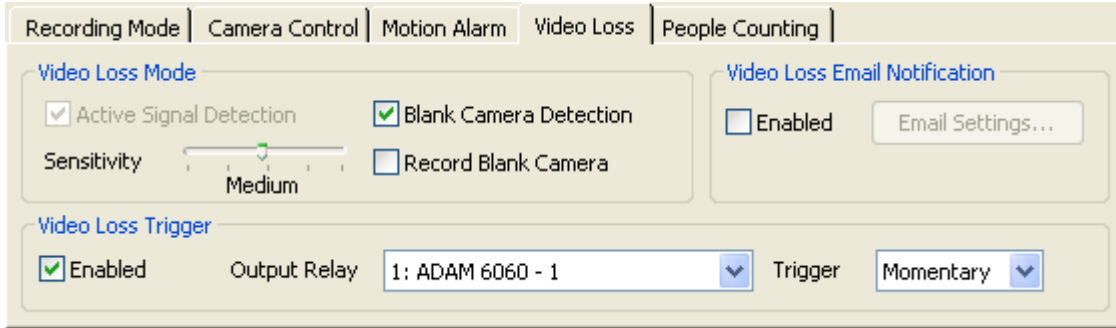 Recording Mode Camera Control Motion Alarm Video Loss People Counting
Video Loss Mode
Active Signal Detection
Blank Camera Detection
Sensitivity
Medium
Record Blank Camera
Video Loss Email Notification
Enabled
Email Settings...
Video Loss Trigger
Enabled Output Relay 1: ADAM 6060 - 1 Trigger Momentary